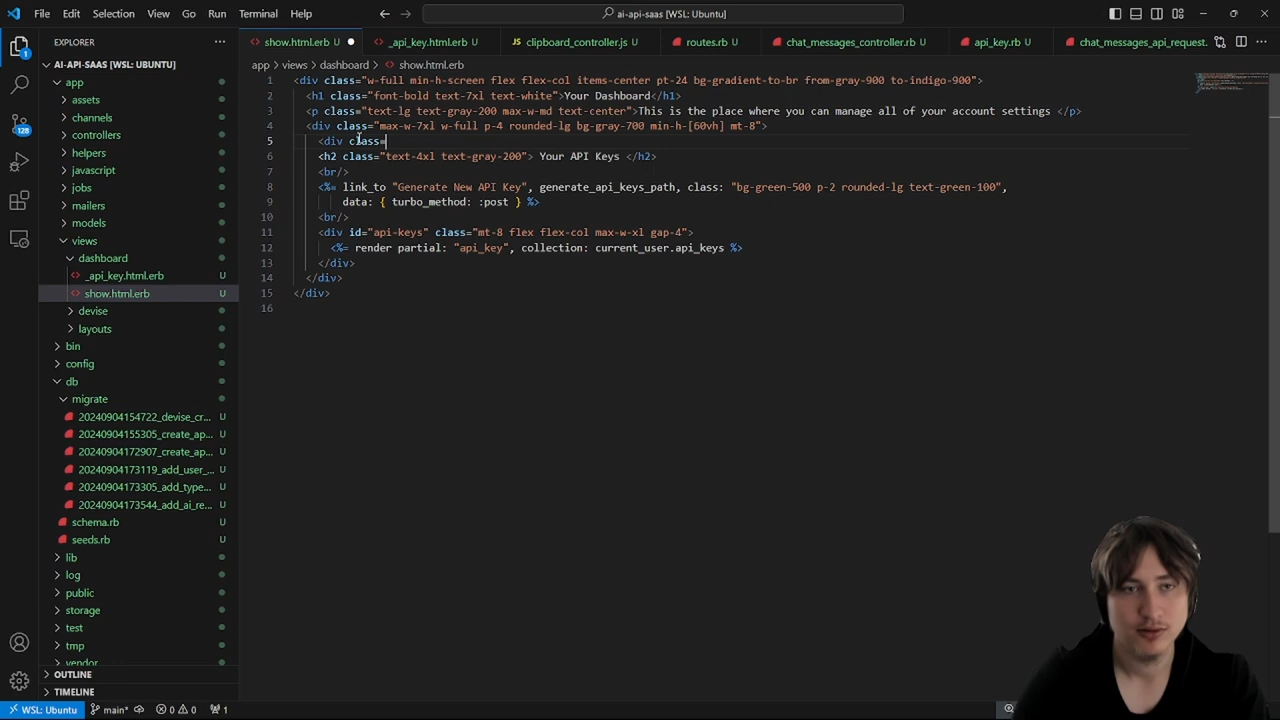 File Edit Selection View Go Run Terminal Help
ai-api-saas [WSL: Ubuntu]
EXPLORER
show.html.erb U
_api_key.html.erb U
clipboard_controller.js U
routes.rb U
chat_messages_controller.rb U
api_key.rb U
chat_messages_api_request.
AI-API-SAAS [WSL: UBUNTU]
app > views > dashboard > show.html.erb
app
assets
channels
controllers
helpers
javascript
jobs
mailers
models
views
dashboard
_api_key.html.erb U
show.html.erb U
devise
layouts
bin
config
db
migrate
20240904154722_devise_cr... U
20240904155305_create_ap... U
20240904172907_create_ap... U
20240904173119_add_user_... U
20240904173305_add_type... U
20240904173544_add_ai_re... U
schema.rb U
seeds.rb U
lib
log
public
storage
test
tmp
vendor
OUTLINE
TIMELINE
1 <div class="w-full min-h-screen flex flex-col items-center pt-24 bg-gradient-to-br from-gray-900 to-indigo-900">
2 <h1 class="font-bold text-7xl text-white">Your Dashboard</h1>
3 <p class="text-lg text-gray-200 max-w-md text-center">This is the place where you can manage all of your account settings </p>
4 <div class="max-w-7xl w-full p-4 rounded-lg bg-gray-700 min-h-[60vh] mt-8">
5 <div class=
6 <h2 class="text-4xl text-gray-200"> Your API Keys </h2>
7 <br/>
8 <%= link_to "Generate New API Key", generate_api_keys_path, class: "bg-green-500 p-2 rounded-lg text-green-100",
9 data: { turbo_method: :post } %>
10 <br/>
11 <div id="api-keys" class="mt-8 flex flex-col max-w-xl gap-4">
12 <%= render partial: "api_key", collection: current_user.api_keys %>
13 </div>
14 </div>
15 </div>
16
1
128
WSL: Ubuntu main* 0 0 1